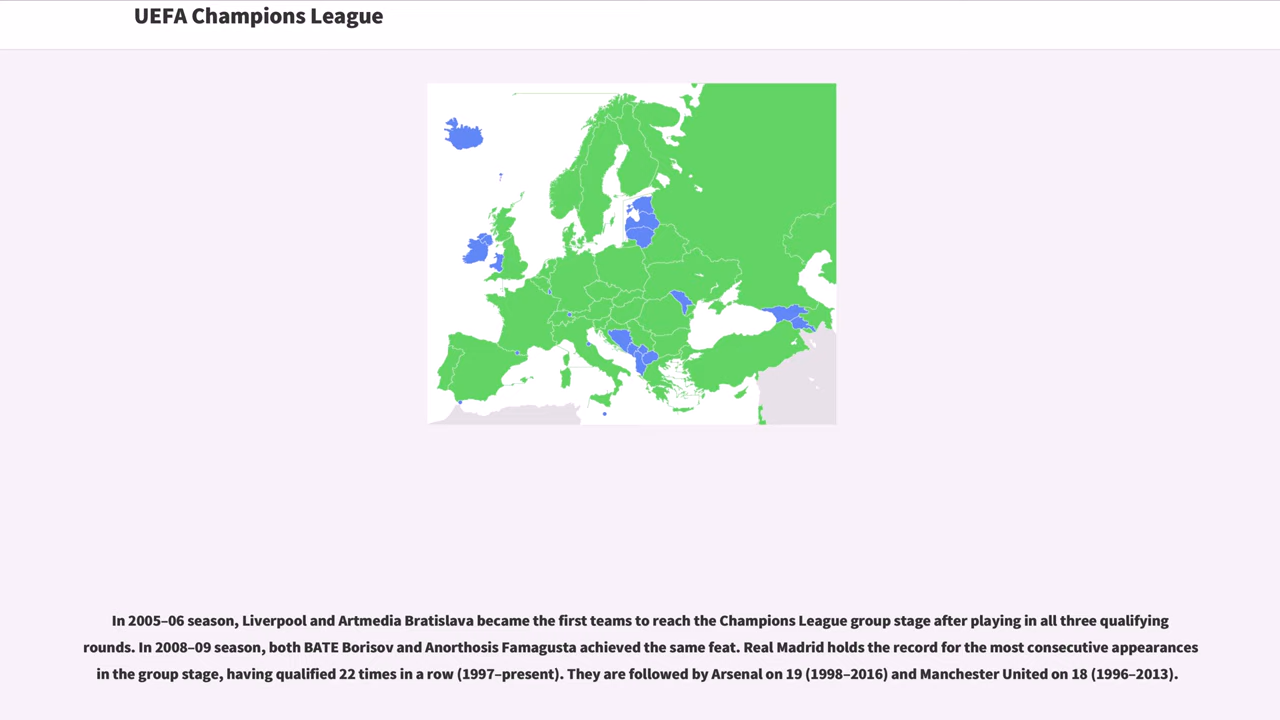 UEFA Champions League
In 2005–06 season, Liverpool and Artmedia Bratislava became the first teams to reach the Champions League group stage after playing in all three qualifying
rounds. In 2008–09 season, both BATE Borisov and Anorthosis Famagusta achieved the same feat. Real Madrid holds the record for the most consecutive appearances
in the group stage, having qualified 22 times in a row (1997–present). They are followed by Arsenal on 19 (1998–2016) and Manchester United on 18 (1996–2013).